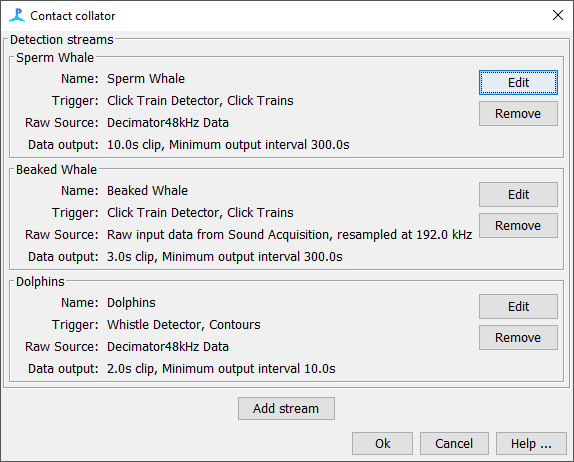 Contact collator
Detection streams
Sperm Whale
Name: Sperm Whale
Edit
Trigger: Click Train Detector, Click Trains
Remove
Raw Source: Decimator48kHz Data
Data output: 10.0s clip, Minimum output interval 300.0s
Beaked Whale
Name: Beaked Whale
Edit
Trigger: Click Train Detector, Click Trains
Remove
Raw Source: Raw input data from Sound Acquisition, resampled at 192.0 kHz
Data output: 3.0s clip, Minimum output interval 300.0s
Dolphins
Name: Dolphins
Edit
Trigger: Whistle Detector, Contours
Remove
Raw Source: Decimator48kHz Data
Data output: 2.0s clip, Minimum output interval 10.0s
Add stream
Ok Cancel Help ...